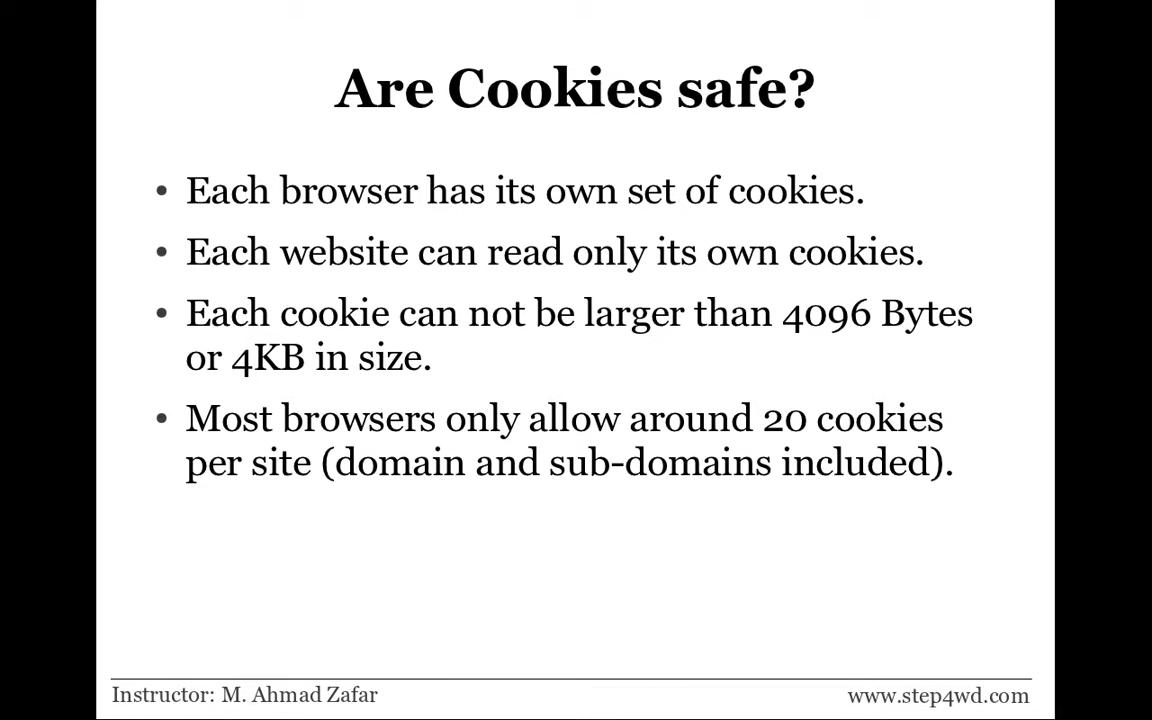 Are Cookies safe?
• Each browser has its own set of cookies.
• Each website can read only its own cookies.
• Each cookie can not be larger than 4096 Bytes
or 4KB in size.
• Most browsers only allow around 20 cookies
per site (domain and sub-domains included).
Instructor: M. Ahmad Zafar
www.step4wd.com